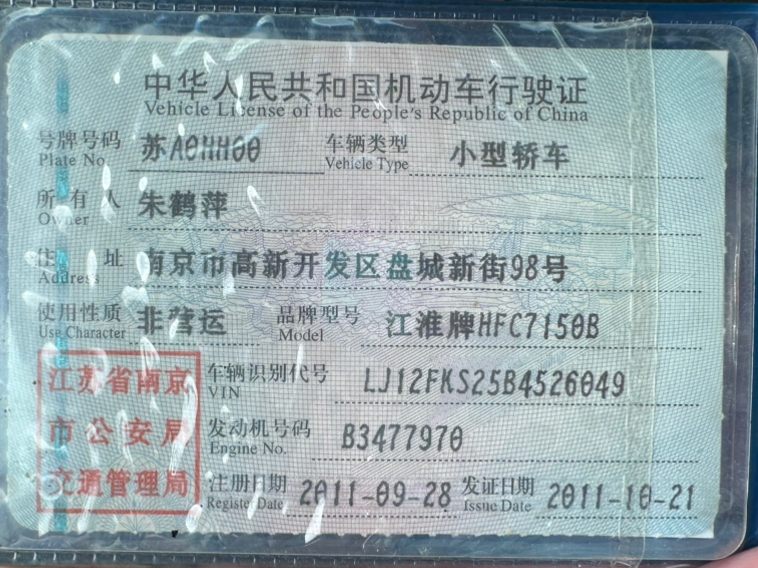 中华人民共和国机动车行驶证
Vehicle License of the People's Republic of China
号牌号码 苏A0HH00 车辆类型 小型轿车
Plate No. Vehicle Type
所有人 朱鹤萍
Owner
住址 南京市高新开发区盘城新街98号
Address
使用性质 非营运 品牌型号 江淮牌HFC7150B
Use Character Model
江苏省南京
市公安局
交通管理局
车辆识别代号 LJ12FKS25B4526049
VIN
发动机号码 B3477970
Engine No.
注册日期 2011-09-28 发证日期 2011-10-21
Register Date Issue Date